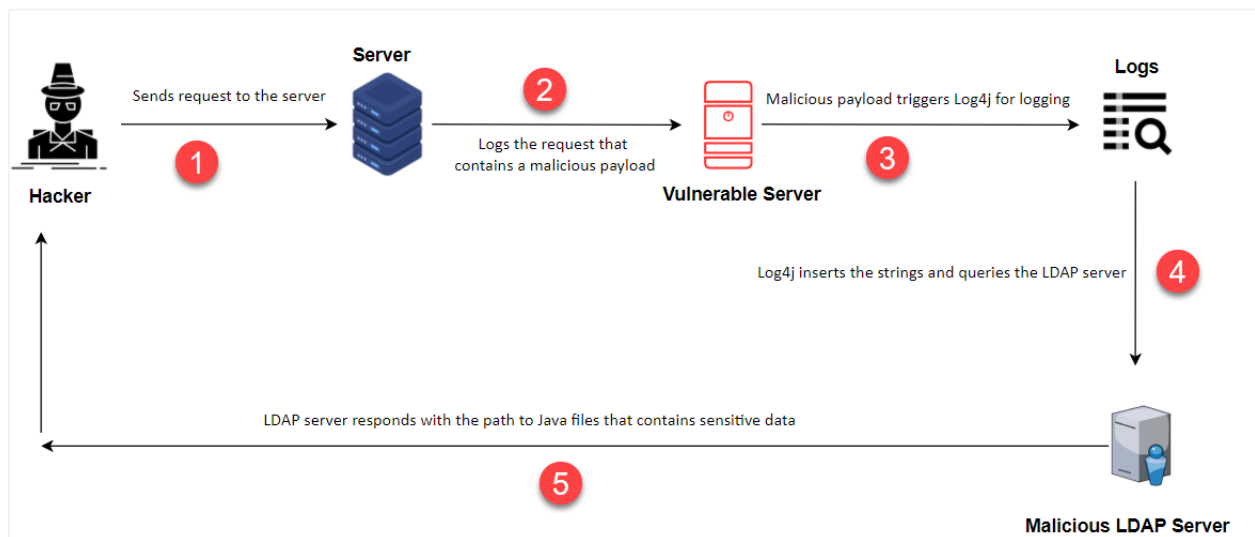 Server
Logs
Sends request to the server
2
Malicious payload triggers Log4j for logging
1
Logs the request that
contains a malicious payload
3
Hacker
Vulnerable Server
Log4j inserts the strings and queries the LDAP server
4
LDAP server responds with the path to Java files that contains sensitive data
5
Malicious LDAP Server